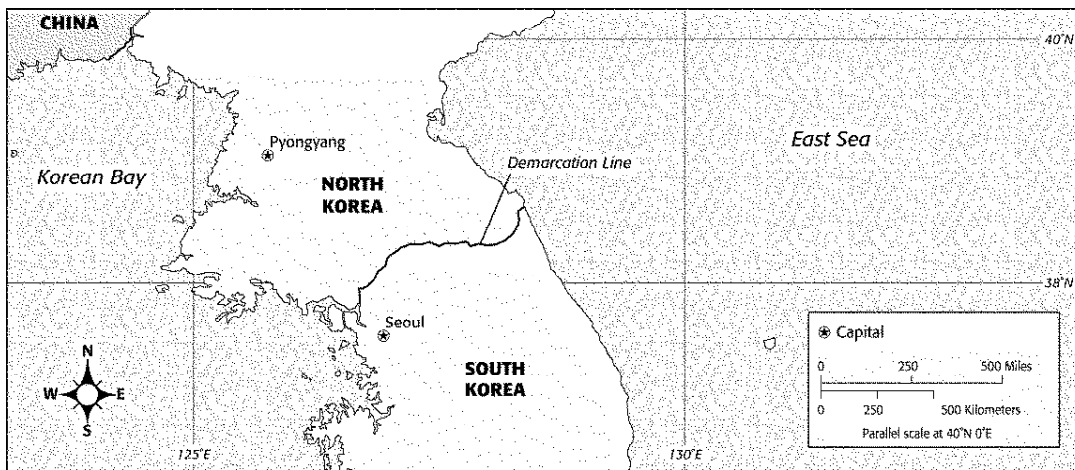 CHINA
40°N
Pyongyang
East Sea
Demarcation Line
Korean Bay
NORTH
KOREA
38°N
Seoul
Capital
N
W
E
S
SOUTH
KOREA
0 250 500 Miles
0 250 500 Kilometers
Parallel scale at 40°N 0°E
125°E
130°E